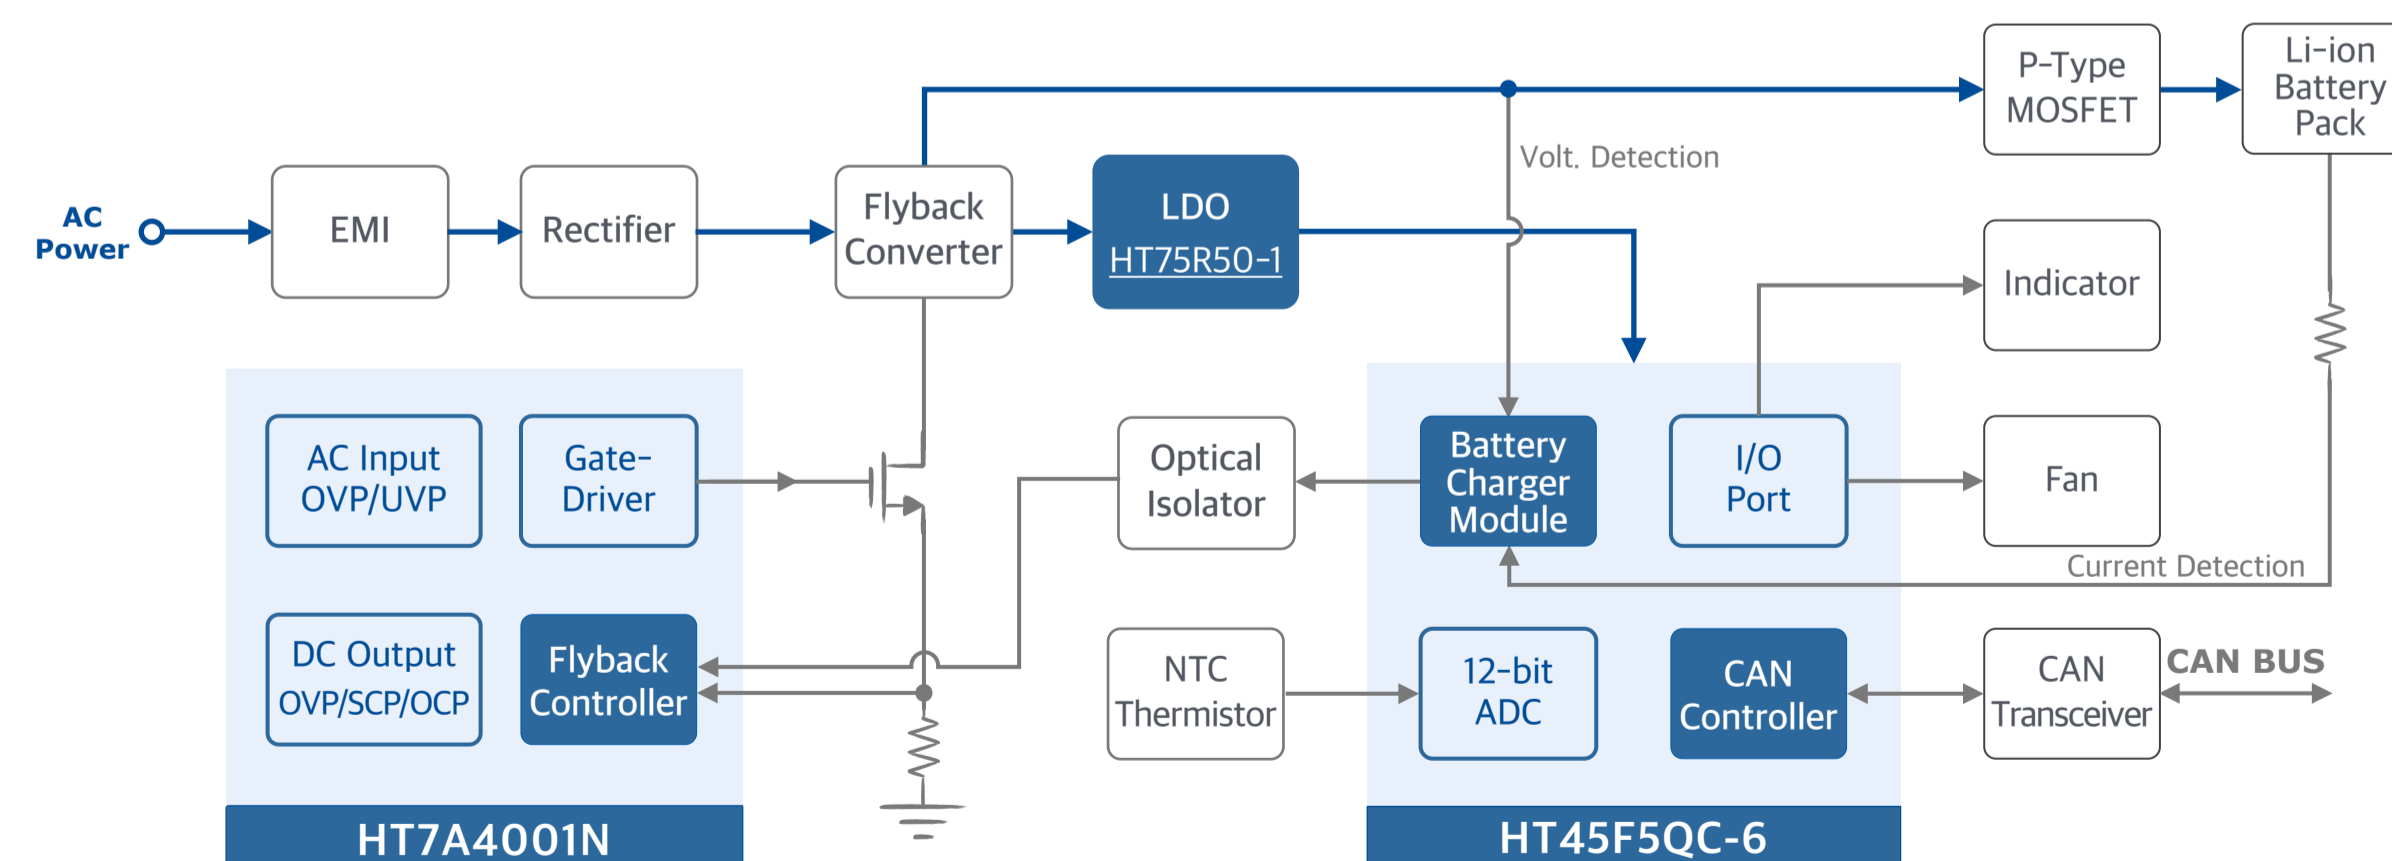 P-Type
MOSFET
Li-ion
Battery
Pack
Volt. Detection
AC
Power
EMI
Rectifier
Flyback
Converter
LDO
HT75R50-1
Indicator
AC Input
OVP/UVP
Gate-
Driver
Optical
Isolator
Battery
Charger
Module
I/O
Port
Fan
Current Detection
DC Output
OVP/SCP/OCP
Flyback
Controller
NTC
Thermistor
12-bit
ADC
CAN
Controller
CAN
Transceiver
CAN BUS
HT7A4001N
HT45F5QC-6